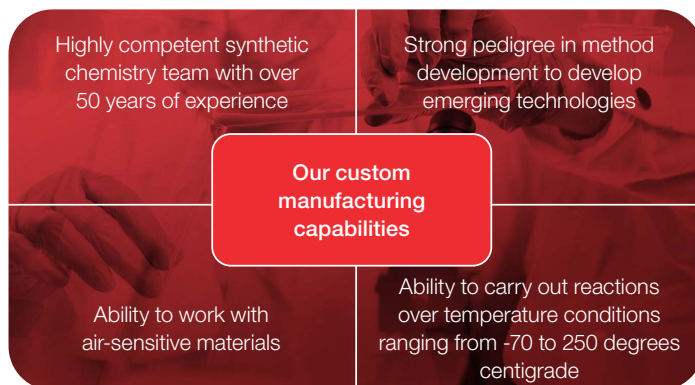 Highly competent synthetic
chemistry team with over
50 years of experience
Strong pedigree in method
development to develop
emerging technologies
Our custom
manufacturing
capabilities
Ability to work with
air-sensitive materials
Ability to carry out reactions
over temperature conditions
ranging from -70 to 250 degrees
centigrade